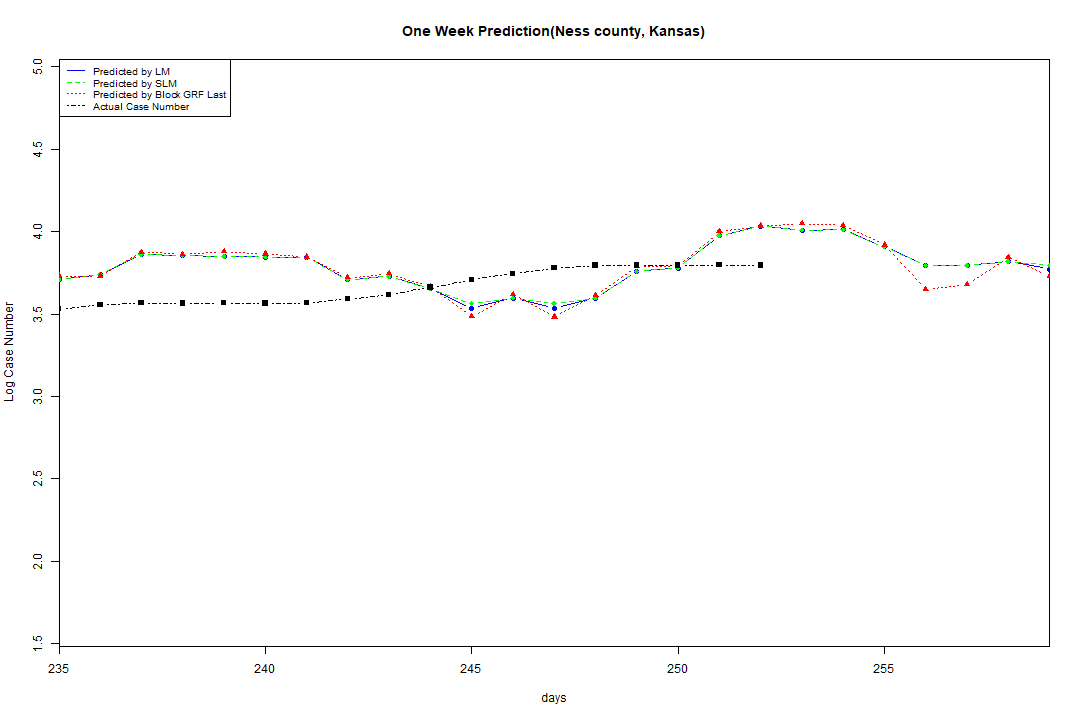 One Week Prediction(Ness county, Kansas)
Predicted by LM
Predicted by SLM
Predicted by Block GRF Last
Actual Case Number
5.0
4.5
4.0
3.5
3.0
2.5
2.0
1.5
Log Case Number
235 240 245 250 255
days